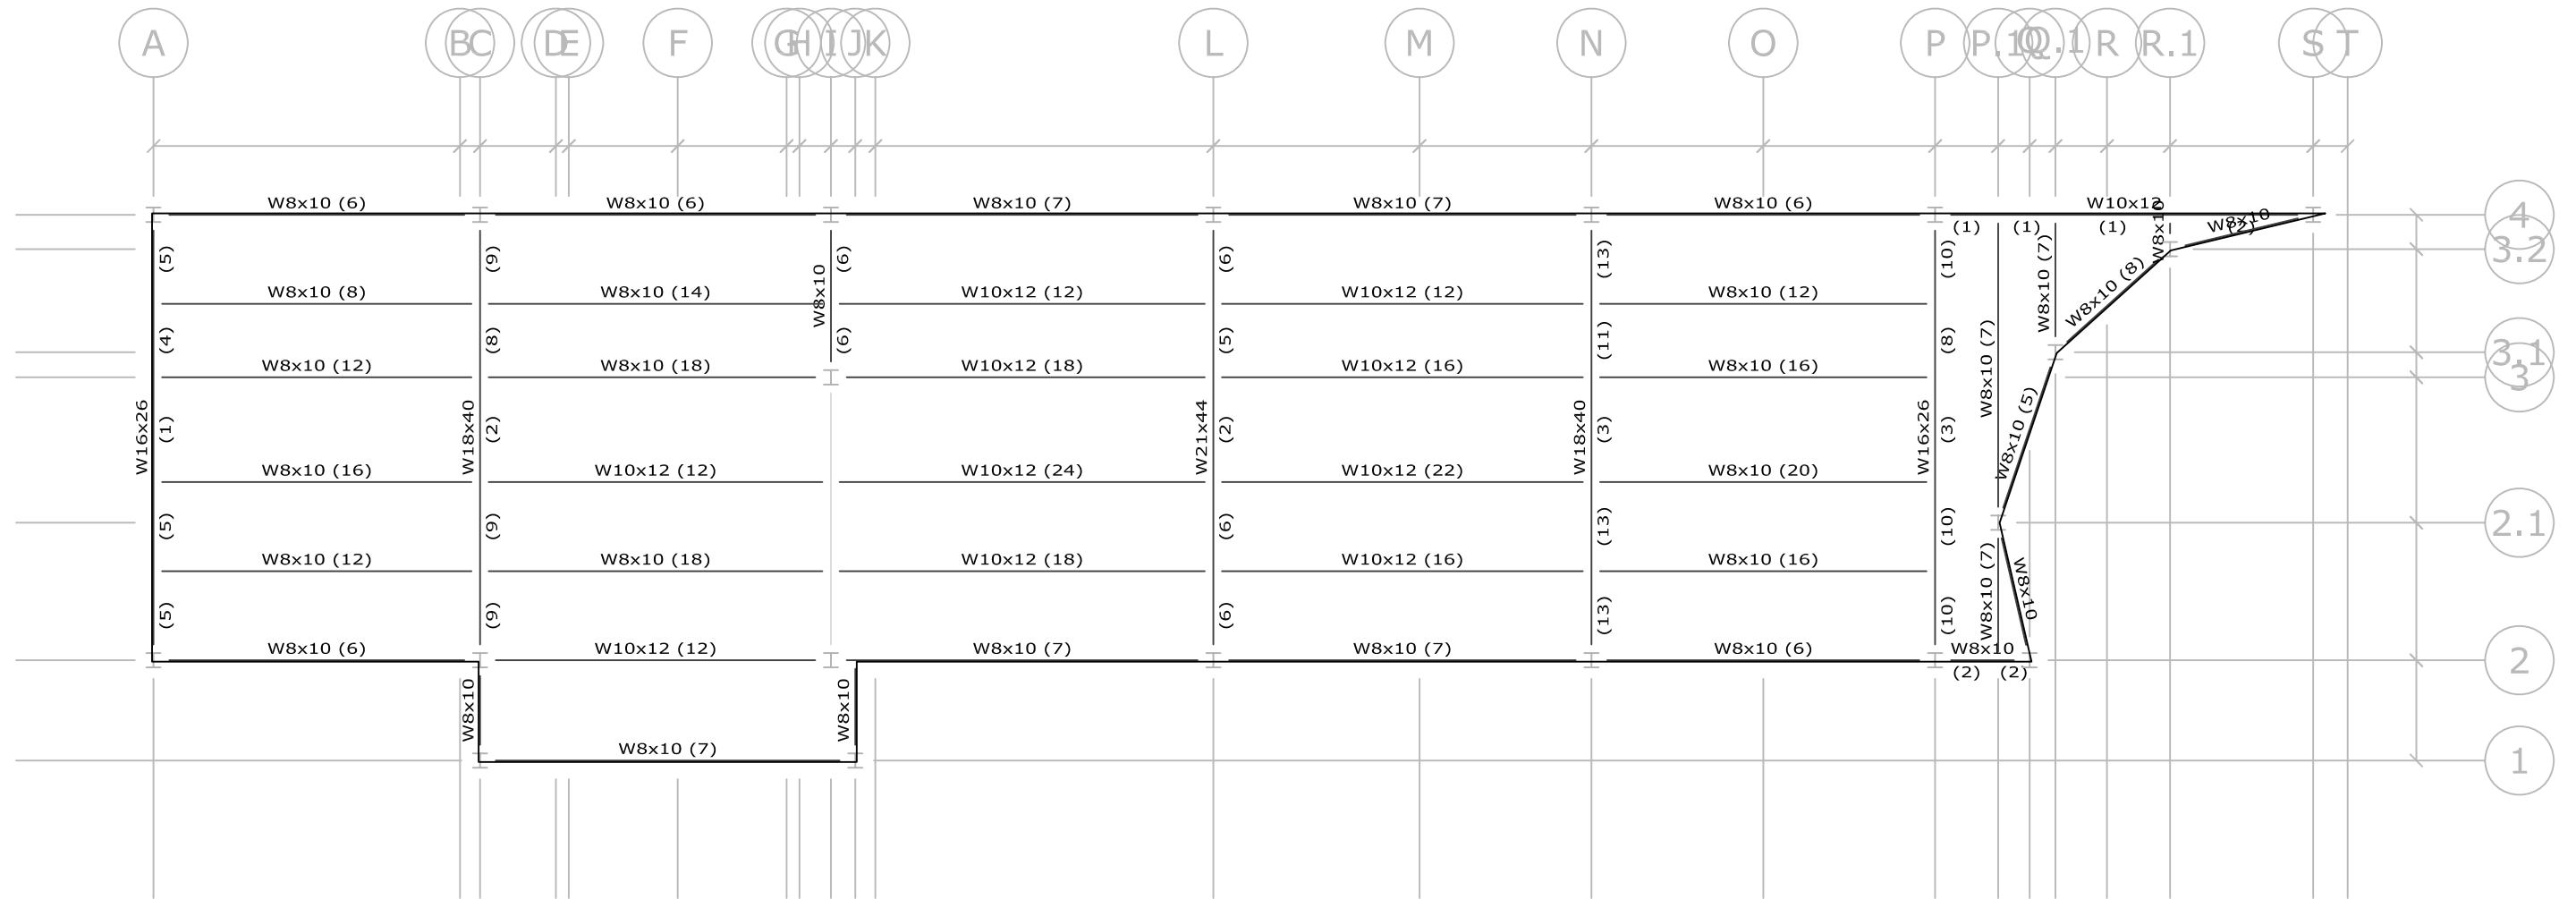 A B C D E F G H I J K L M N O P P.1 Q Q.1 R R.1 S T
W8x10 (6) W8x10 (6) W8x10 (7) W8x10 (7) W8x10 (6) W10x12
4
(1) (1) (1) W8x10 W8x10 (2)
3.2
(5) (9) (6) (6) (13) (10) W8x10 (7)
W8x10 W8x10 (8)
W8x10 (8) W8x10 (14) W10x12 (12) W10x12 (12) W8x10 (12)
(4) (8) (6) (5) (11) (8) W8x10 (7)
3.1
W8x10 (12) W8x10 (18) W10x12 (18) W10x12 (16) W8x10 (16)
3
W16x26 (1) W18x40 (2) W21x44 (2) W18x40 (3) W16x26 (3) W8x10 (5)
W8x10 (16) W10x12 (12) W10x12 (24) W10x12 (22) W8x10 (20)
(5) (9) (6) (13) (10)
2.1
W8x10 (12) W8x10 (18) W10x12 (18) W10x12 (16) W8x10 (16)
W8x10 (7) W8x10
(5) (9) (6) (13) (10)
W8x10 (6) W10x12 (12) W8x10 (7) W8x10 (7) W8x10 (6) W8x10
2
(2) (2)
W8x10 W8x10
W8x10 (7)
1